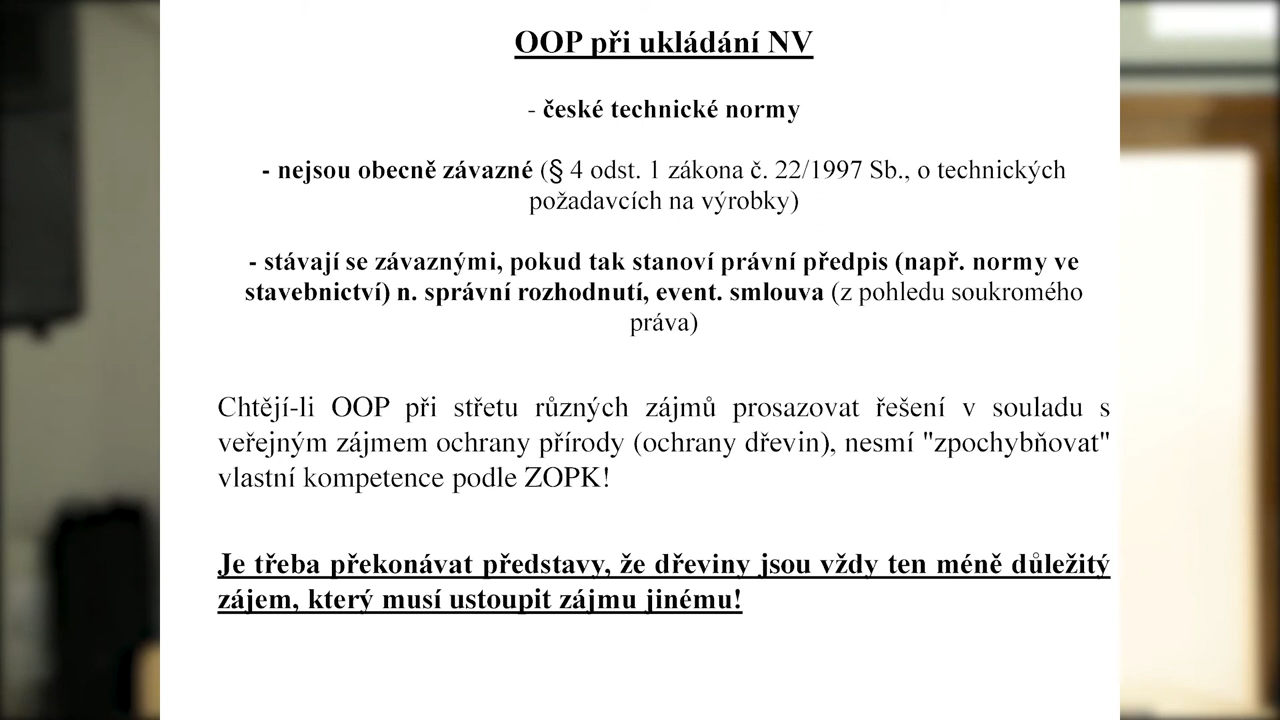 OOP při ukládání NV
- české technické normy
- nejsou obecně závazné (§ 4 odst. 1 zákona č. 22/1997 Sb., o technických
požadavcích na výrobky)
- stávají se závaznými, pokud tak stanoví právní předpis (např. normy ve
stavebnictví) n. správní rozhodnutí, event. smlouva (z pohledu soukromého
práva)
Chtějí-li OOP při střetu různých zájmů prosazovat řešení v souladu s
veřejným zájmem ochrany přírody (ochrany dřevin), nesmí "zpochybňovat"
vlastní kompetence podle ZOPK!
Je třeba překonávat představy, že dřeviny jsou vždy ten méně důležitý
zájem, který musí ustoupit zájmu jinému!